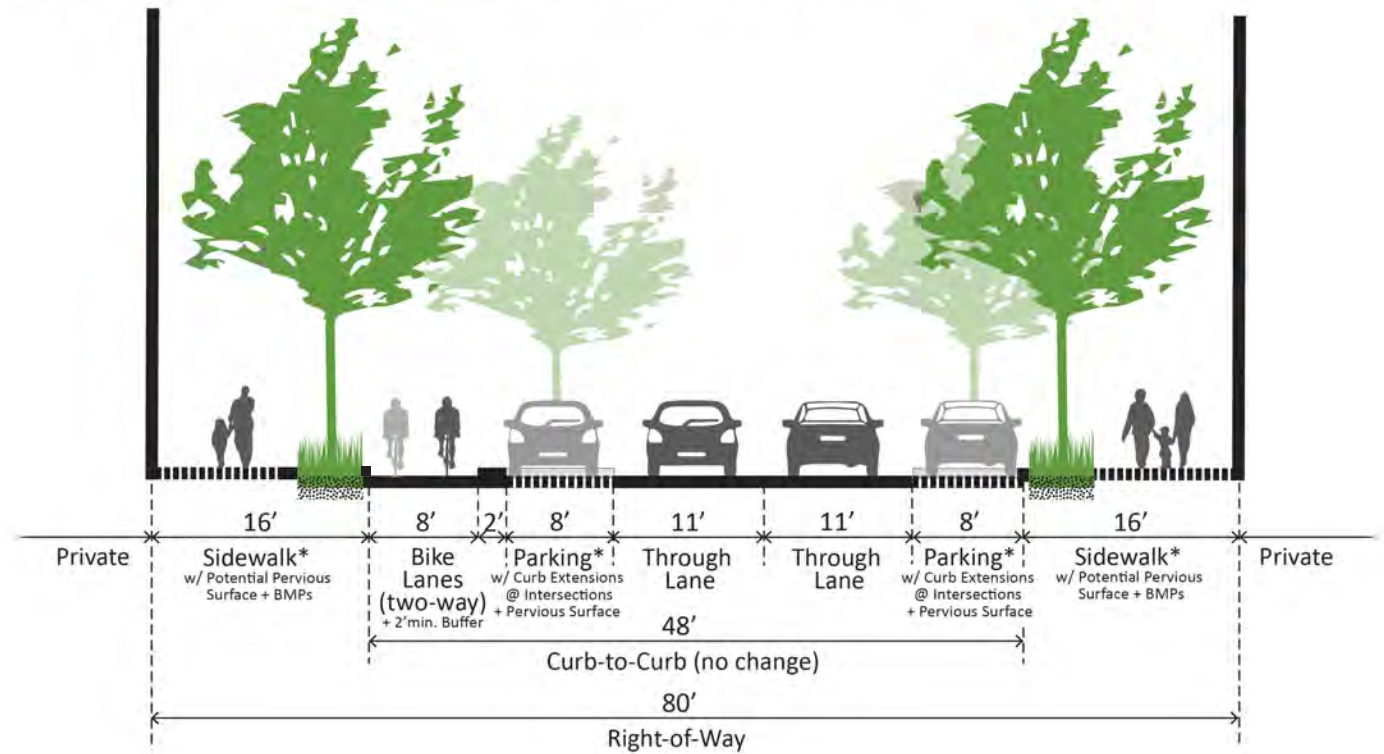 16’
8’
2’
8’
11’
11’
8’
16’
Private
Sidewalk*
w/ Potential Pervious
Surface + BMPs
Bike
Lanes
(two-way)
+ 2’min. Buffer
Parking*
w/ Curb Extensions
@ Intersections
+ Pervious Surface
Through
Lane
Through
Lane
Parking*
w/ Curb Extensions
@ Intersections
+ Pervious Surface
Sidewalk*
w/ Potential Pervious
Surface + BMPs
Private
48’
Curb-to-Curb (no change)
80’
Right-of-Way